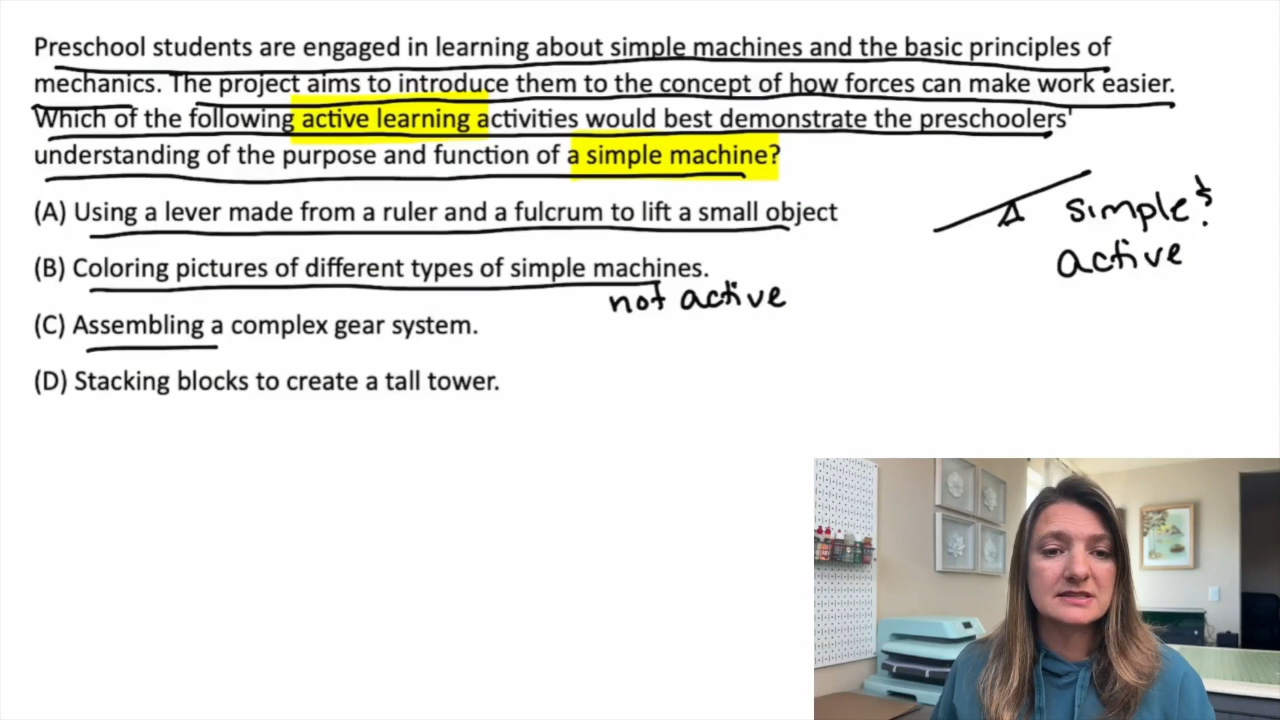 Preschool students are engaged in learning about simple machines and the basic principles of
mechanics. The project aims to introduce them to the concept of how forces can make work easier.
Which of the following active learning activities would best demonstrate the preschoolers'
understanding of the purpose and function of a simple machine?
(A) Using a lever made from a ruler and a fulcrum to lift a small object
simple &
active
(B) Coloring pictures of different types of simple machines.
not active
(C) Assembling a complex gear system.
(D) Stacking blocks to create a tall tower.